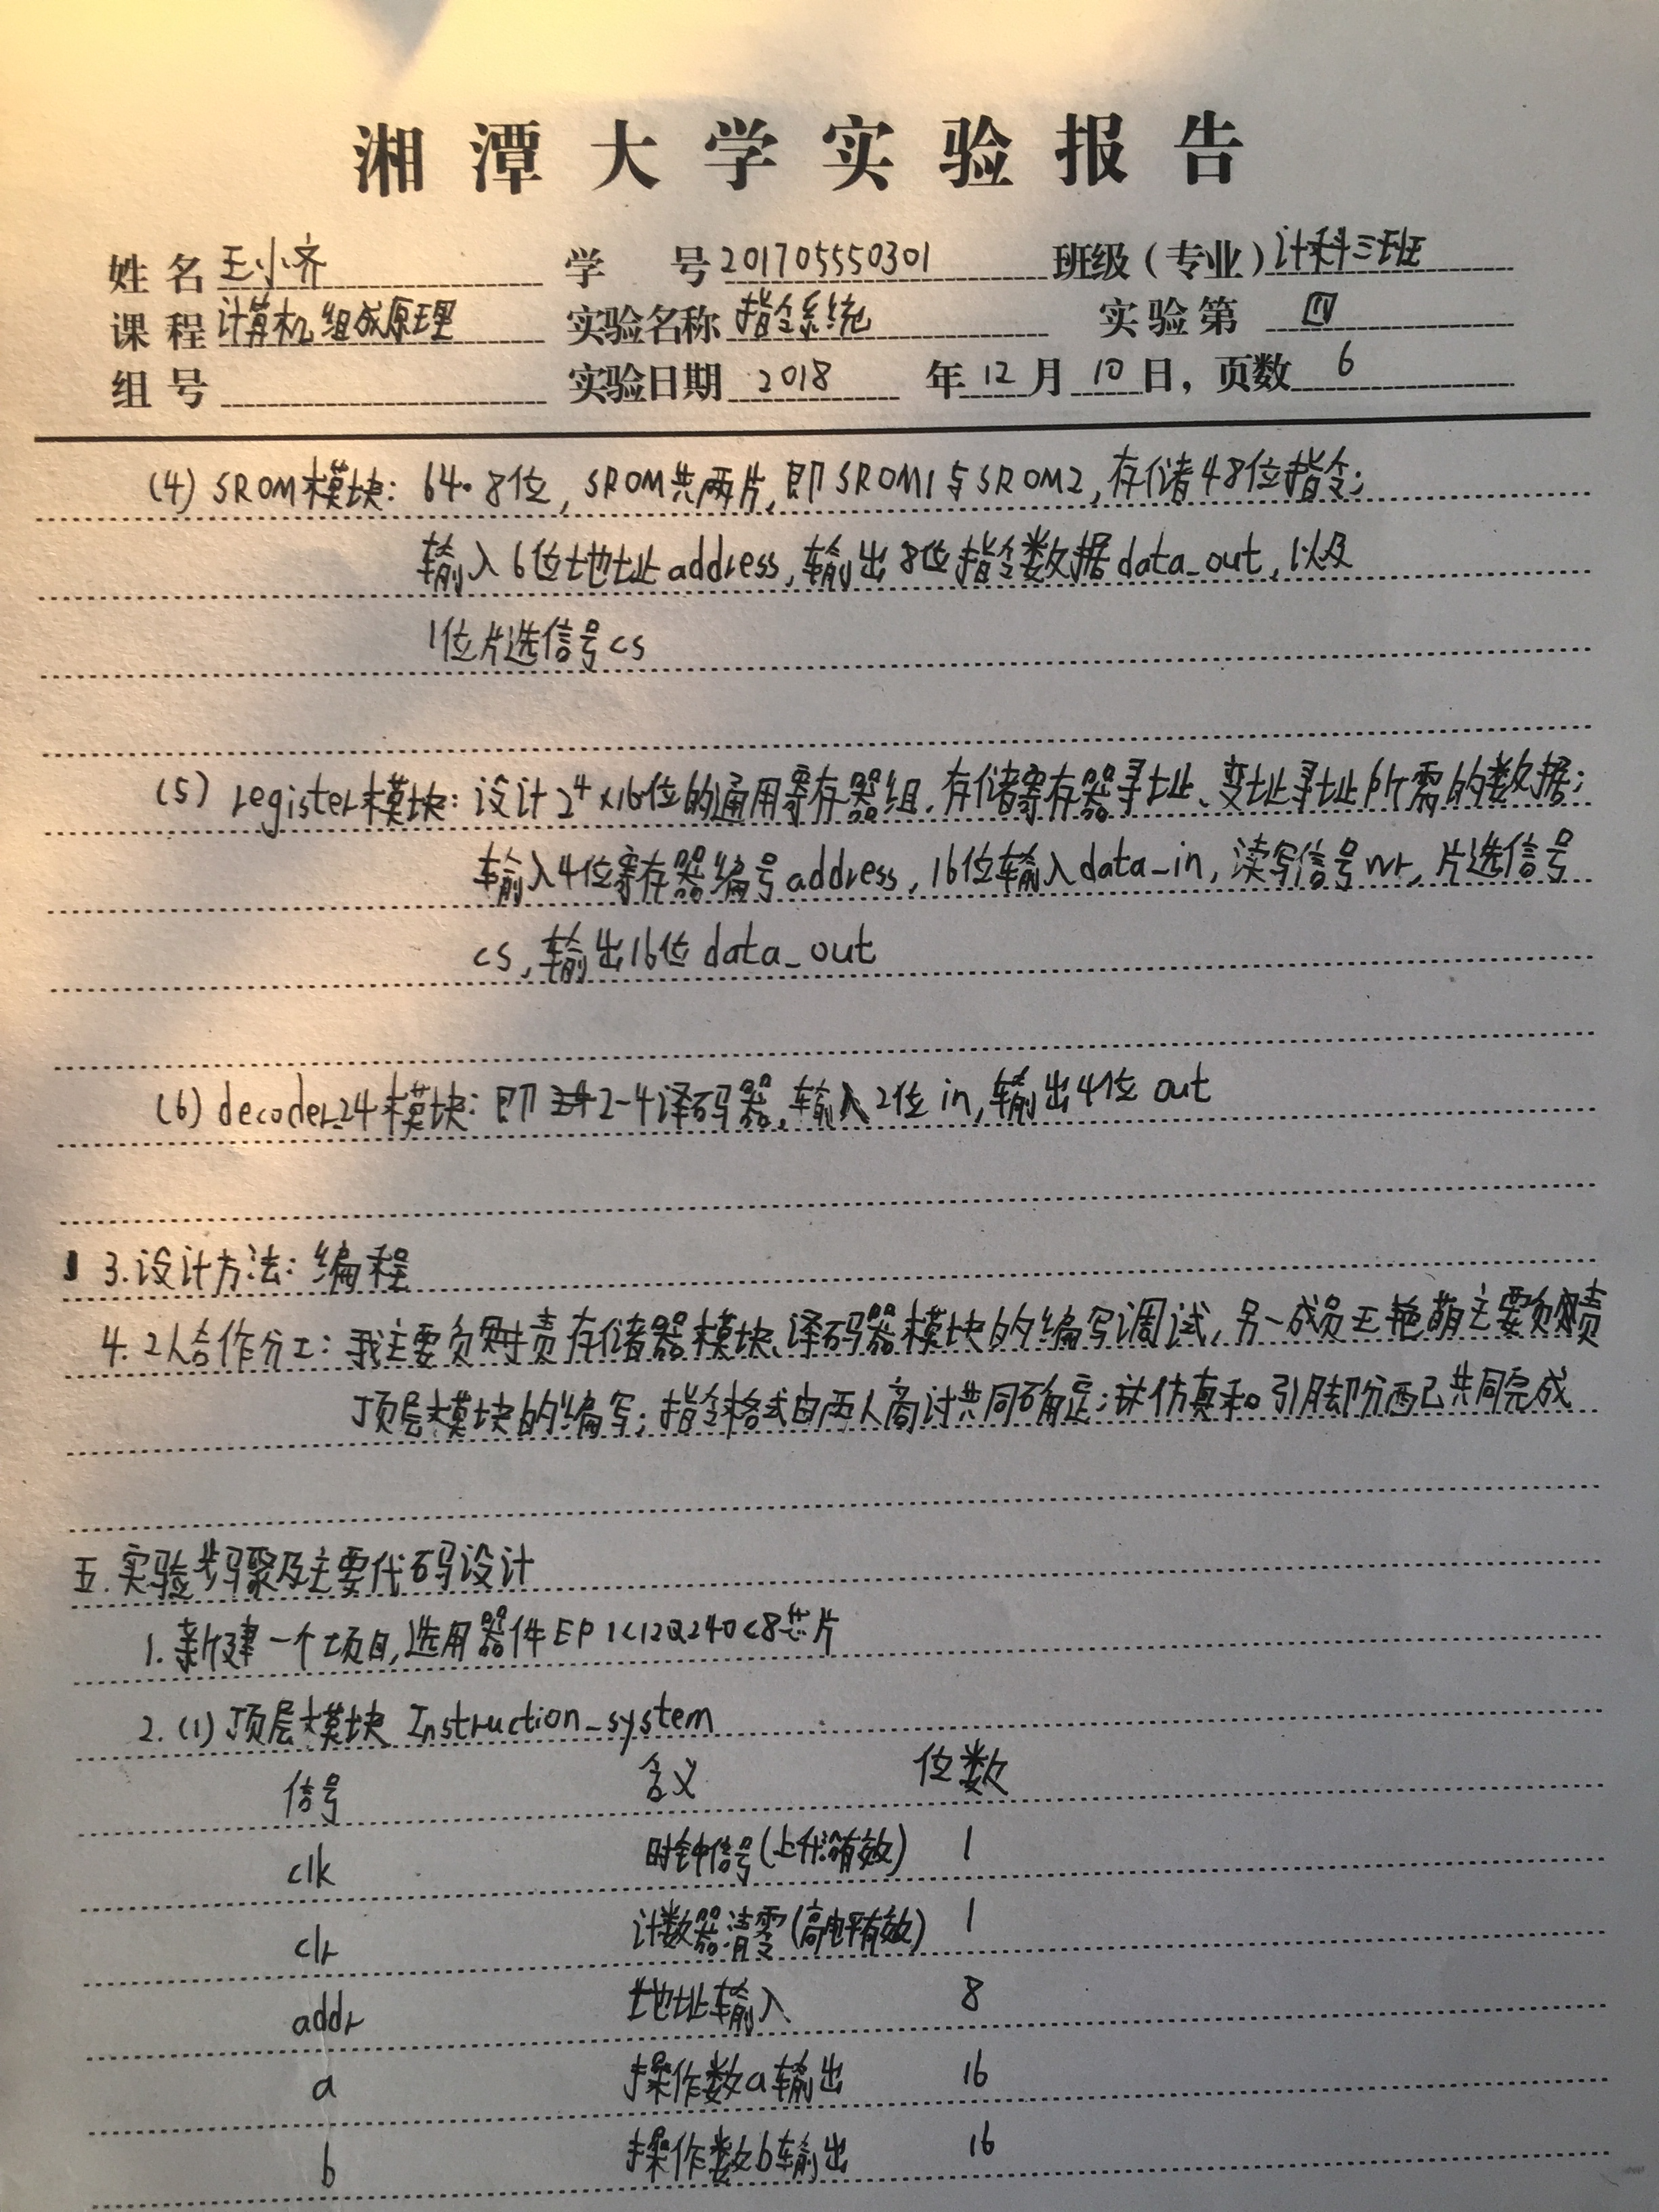 湘潭大学实验报告
姓名 王小齐 学号 201705550301 班级(专业) 计科三班
课程 计算机组成原理 实验名称 指令系统 实验第 四
组号 实验日期 2018 年 12 月 10 日, 页数 6
(4) SROM模块: 64*8位, SROM共两片, 即SROM1与SROM2, 存储48位指令;
输入6位地址address, 输出8位指令数据data_out, 以及
1位片选信号cs
(5) register模块: 设计2⁴×16位的通用寄存器组, 存储寄存器寻址、变址寻址所需的数据;
输入4位寄存器编号address, 16位输入data_in, 读写信号wr, 片选信号
cs, 输出16位data_out
(6) decoder24模块: 即2-4译码器, 输入2位in, 输出4位out
3.设计方法: 编程
4. 2人合作分工: 我主要负责存储器模块、译码器模块的编写调试, 另一成员王艳萌主要负责
顶层模块的编写; 指令格式由两人商讨共同确定; 仿真和引脚分配已共同完成
五.实验步骤及主要代码设计
1.新建一个项目, 选用器件EP1C12Q240C8芯片
2.(1)顶层模块 Instruction_system
信号 含义 位数
clk 时钟信号(上升沿有效) 1
clr 计数器清零(高电平有效) 1
addr 地址输入 8
a 操作数a输出 16
b 操作数b输出 16